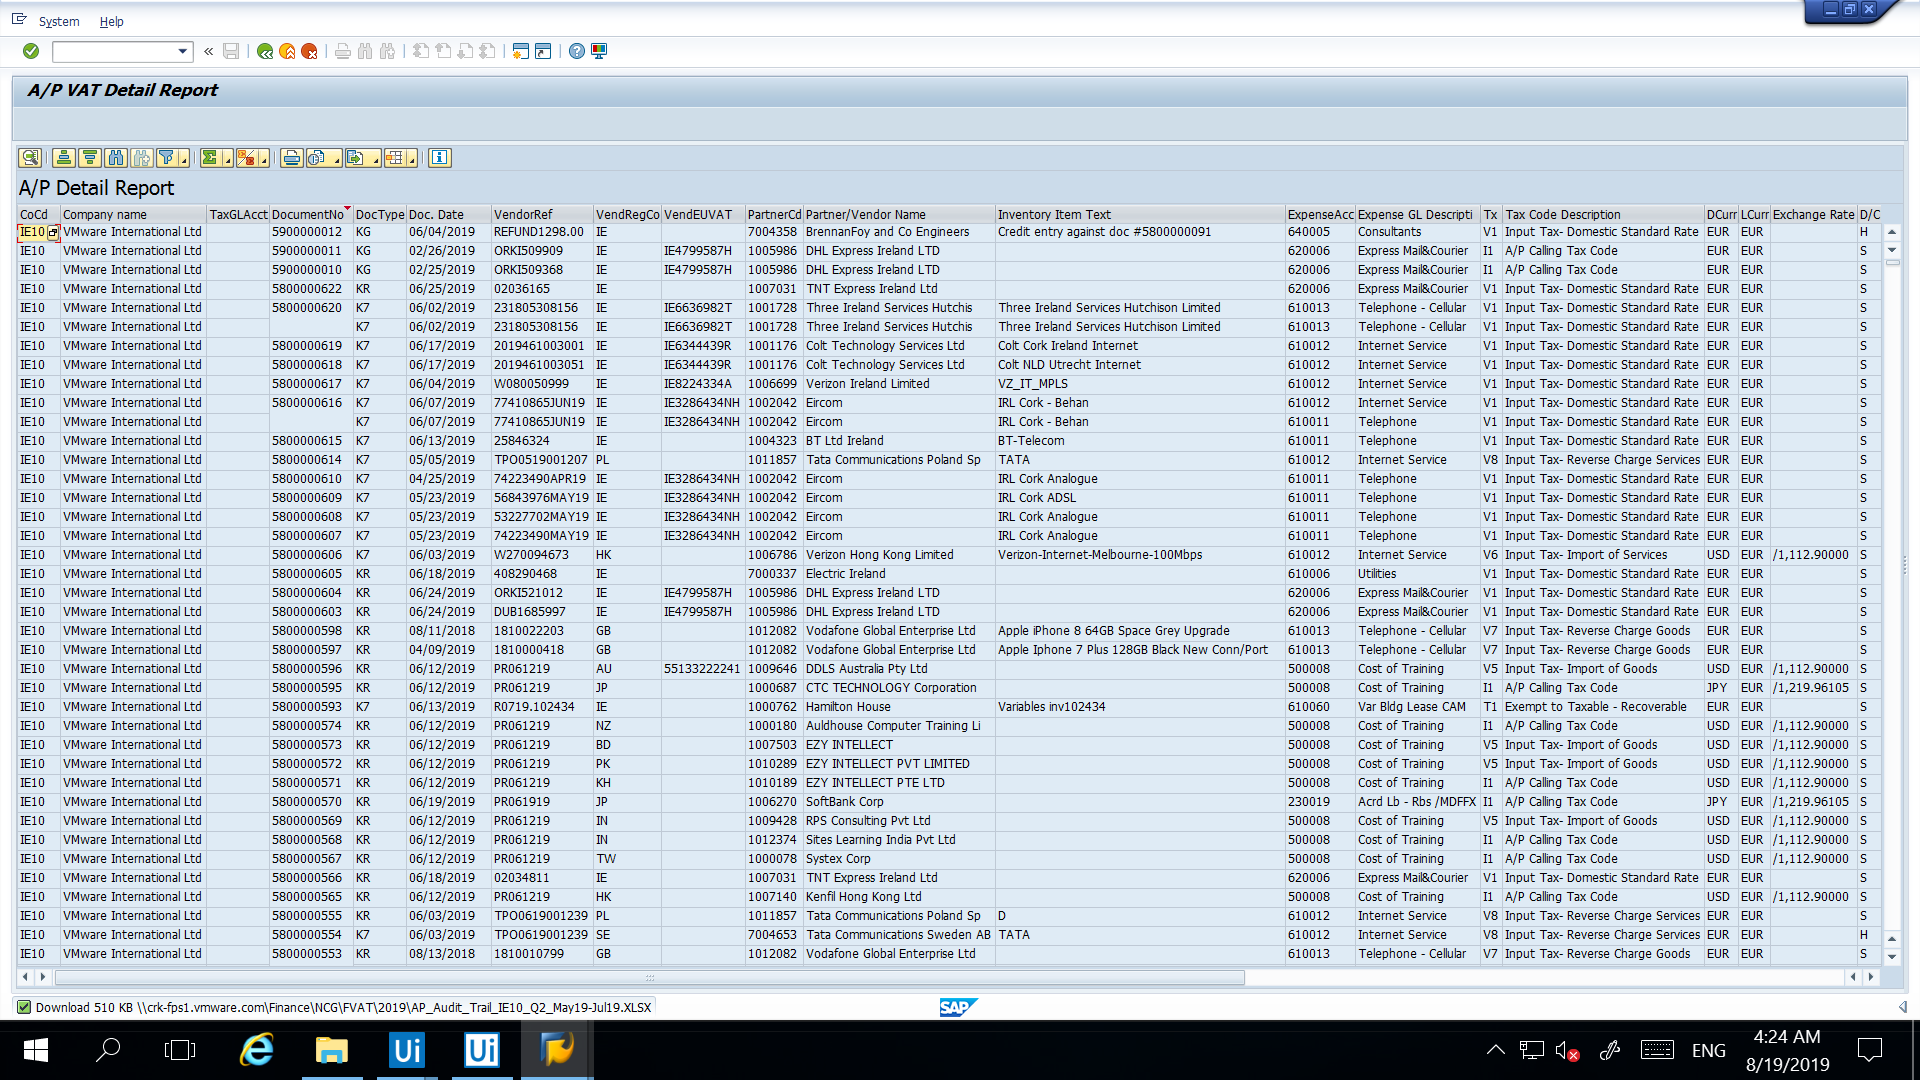 System Help
A/P VAT Detail Report
A/P Detail Report
CoCd Company name TaxGLAcct DocumentNo DocType Doc. Date VendorRef VendRegCo VendEUVAT PartnerCd Partner/Vendor Name Inventory Item Text ExpenseAcc Expense GL Descripti Tx Tax Code Description DCurr LCurr Exchange Rate D/C
IE10 VMware International Ltd 5900000012 KG 06/04/2019 REFUND1298.00 IE 7004358 BrennanFoy and Co Engineers Credit entry against doc #5800000091 640005 Consultants V1 Input Tax- Domestic Standard Rate EUR EUR H
IE10 VMware International Ltd 5900000011 KG 02/26/2019 ORKI509909 IE IE4799587H 1005986 DHL Express Ireland LTD 620006 Express Mail&Courier I1 A/P Calling Tax Code EUR EUR S
IE10 VMware International Ltd 5900000010 KG 02/25/2019 ORKI509368 IE IE4799587H 1005986 DHL Express Ireland LTD 620006 Express Mail&Courier I1 A/P Calling Tax Code EUR EUR S
IE10 VMware International Ltd 5800000622 KR 06/25/2019 02036165 IE 1007031 TNT Express Ireland Ltd 620006 Express Mail&Courier V1 Input Tax- Domestic Standard Rate EUR EUR S
IE10 VMware International Ltd 5800000620 K7 06/02/2019 231805308156 IE IE6636982T 1001728 Three Ireland Services Hutchis Three Ireland Services Hutchison Limited 610013 Telephone - Cellular V1 Input Tax- Domestic Standard Rate EUR EUR S
IE10 VMware International Ltd K7 06/02/2019 231805308156 IE IE6636982T 1001728 Three Ireland Services Hutchis Three Ireland Services Hutchison Limited 610013 Telephone - Cellular V1 Input Tax- Domestic Standard Rate EUR EUR S
IE10 VMware International Ltd 5800000619 K7 06/17/2019 2019461003001 IE IE6344439R 1001176 Colt Technology Services Ltd Colt Cork Ireland Internet 610012 Internet Service V1 Input Tax- Domestic Standard Rate EUR EUR S
IE10 VMware International Ltd 5800000618 K7 06/17/2019 2019461003051 IE IE6344439R 1001176 Colt Technology Services Ltd Colt NLD Utrecht Internet 610012 Internet Service V1 Input Tax- Domestic Standard Rate EUR EUR S
IE10 VMware International Ltd 5800000617 K7 06/04/2019 W080050999 IE IE8224334A 1006699 Verizon Ireland Limited VZ_IT_MPLS 610012 Internet Service V1 Input Tax- Domestic Standard Rate EUR EUR S
IE10 VMware International Ltd 5800000616 K7 06/07/2019 77410865JUN19 IE IE3286434NH 1002042 Eircom IRL Cork - Behan 610012 Internet Service V1 Input Tax- Domestic Standard Rate EUR EUR S
IE10 VMware International Ltd K7 06/07/2019 77410865JUN19 IE IE3286434NH 1002042 Eircom IRL Cork - Behan 610011 Telephone V1 Input Tax- Domestic Standard Rate EUR EUR S
IE10 VMware International Ltd 5800000615 K7 06/13/2019 25846324 IE 1004323 BT Ltd Ireland BT-Telecom 610011 Telephone V1 Input Tax- Domestic Standard Rate EUR EUR S
IE10 VMware International Ltd 5800000614 K7 05/05/2019 TPO0519001207 PL 1011857 Tata Communications Poland Sp TATA 610012 Internet Service V8 Input Tax- Reverse Charge Services EUR EUR S
IE10 VMware International Ltd 5800000610 K7 04/25/2019 74223490APR19 IE IE3286434NH 1002042 Eircom IRL Cork Analogue 610011 Telephone V1 Input Tax- Domestic Standard Rate EUR EUR S
IE10 VMware International Ltd 5800000609 K7 05/23/2019 56843976MAY19 IE IE3286434NH 1002042 Eircom IRL Cork ADSL 610011 Telephone V1 Input Tax- Domestic Standard Rate EUR EUR S
IE10 VMware International Ltd 5800000608 K7 05/23/2019 53227702MAY19 IE IE3286434NH 1002042 Eircom IRL Cork Analogue 610011 Telephone V1 Input Tax- Domestic Standard Rate EUR EUR S
IE10 VMware International Ltd 5800000607 K7 05/23/2019 74223490MAY19 IE IE3286434NH 1002042 Eircom IRL Cork Analogue 610011 Telephone V1 Input Tax- Domestic Standard Rate EUR EUR S
IE10 VMware International Ltd 5800000606 K7 06/03/2019 W270094673 HK 1006786 Verizon Hong Kong Limited Verizon-Internet-Melbourne-100Mbps 610012 Internet Service V6 Input Tax- Import of Services USD EUR /1,112.90000 S
IE10 VMware International Ltd 5800000605 KR 06/18/2019 408290468 IE 7000337 Electric Ireland 610006 Utilities V1 Input Tax- Domestic Standard Rate EUR EUR S
IE10 VMware International Ltd 5800000604 KR 06/24/2019 ORKI521012 IE IE4799587H 1005986 DHL Express Ireland LTD 620006 Express Mail&Courier V1 Input Tax- Domestic Standard Rate EUR EUR S
IE10 VMware International Ltd 5800000603 KR 06/24/2019 DUB1685997 IE IE4799587H 1005986 DHL Express Ireland LTD 620006 Express Mail&Courier V1 Input Tax- Domestic Standard Rate EUR EUR S
IE10 VMware International Ltd 5800000598 KR 08/11/2018 1810022203 GB 1012082 Vodafone Global Enterprise Ltd Apple iPhone 8 64GB Space Grey Upgrade 610013 Telephone - Cellular V7 Input Tax- Reverse Charge Goods EUR EUR S
IE10 VMware International Ltd 5800000597 KR 04/09/2019 1810000418 GB 1012082 Vodafone Global Enterprise Ltd Apple Iphone 7 Plus 128GB Black New Conn/Port 610013 Telephone - Cellular V7 Input Tax- Reverse Charge Goods EUR EUR S
IE10 VMware International Ltd 5800000596 KR 06/12/2019 PR061219 AU 55133222241 1009646 DDLS Australia Pty Ltd 500008 Cost of Training V5 Input Tax- Import of Goods USD EUR /1,112.90000 S
IE10 VMware International Ltd 5800000595 KR 06/12/2019 PR061219 JP 1000687 CTC TECHNOLOGY Corporation 500008 Cost of Training I1 A/P Calling Tax Code JPY EUR /1,219.96105 S
IE10 VMware International Ltd 5800000593 K7 06/13/2019 R0719.102434 IE 1000762 Hamilton House Variables inv102434 610060 Var Bldg Lease CAM T1 Exempt to Taxable - Recoverable EUR EUR S
IE10 VMware International Ltd 5800000574 KR 06/12/2019 PR061219 NZ 1000180 Auldhouse Computer Training Li 500008 Cost of Training I1 A/P Calling Tax Code USD EUR /1,112.90000 S
IE10 VMware International Ltd 5800000573 KR 06/12/2019 PR061219 BD 1007503 EZY INTELLECT 500008 Cost of Training V5 Input Tax- Import of Goods USD EUR /1,112.90000 S
IE10 VMware International Ltd 5800000572 KR 06/12/2019 PR061219 PK 1010289 EZY INTELLECT PVT LIMITED 500008 Cost of Training V5 Input Tax- Import of Goods USD EUR /1,112.90000 S
IE10 VMware International Ltd 5800000571 KR 06/12/2019 PR061219 KH 1010189 EZY INTELLECT PTE LTD 500008 Cost of Training I1 A/P Calling Tax Code USD EUR /1,112.90000 S
IE10 VMware International Ltd 5800000570 KR 06/19/2019 PR061919 JP 1006270 SoftBank Corp 230019 Acrd Lb - Rbs /MDFFX I1 A/P Calling Tax Code JPY EUR /1,219.96105 S
IE10 VMware International Ltd 5800000569 KR 06/12/2019 PR061219 IN 1009428 RPS Consulting Pvt Ltd 500008 Cost of Training V5 Input Tax- Import of Goods USD EUR /1,112.90000 S
IE10 VMware International Ltd 5800000568 KR 06/12/2019 PR061219 IN 1012374 Sites Learning India Pvt Ltd 500008 Cost of Training I1 A/P Calling Tax Code USD EUR /1,112.90000 S
IE10 VMware International Ltd 5800000567 KR 06/12/2019 PR061219 TW 1000078 Systex Corp 500008 Cost of Training I1 A/P Calling Tax Code USD EUR /1,112.90000 S
IE10 VMware International Ltd 5800000566 KR 06/18/2019 02034811 IE 1007031 TNT Express Ireland Ltd 620006 Express Mail&Courier V1 Input Tax- Domestic Standard Rate EUR EUR S
IE10 VMware International Ltd 5800000565 KR 06/12/2019 PR061219 HK 1007140 Kenfil Hong Kong Ltd 500008 Cost of Training I1 A/P Calling Tax Code USD EUR /1,112.90000 S
IE10 VMware International Ltd 5800000555 KR 06/03/2019 TPO0619001239 PL 1011857 Tata Communications Poland Sp D 610012 Internet Service V8 Input Tax- Reverse Charge Services EUR EUR S
IE10 VMware International Ltd 5800000554 K7 06/03/2019 TPO0619001239 SE 7004653 Tata Communications Sweden AB TATA 610012 Internet Service V8 Input Tax- Reverse Charge Services EUR EUR H
IE10 VMware International Ltd 5800000553 KR 08/13/2018 1810010799 GB 1012082 Vodafone Global Enterprise Ltd 610013 Telephone - Cellular V7 Input Tax- Reverse Charge Goods EUR EUR S
Download 510 KB \\crk-fps1.vmware.com\Finance\NCG\FVAT\2019\AP_Audit_Trail_IE10_Q2_May19-Jul19.XLSX SAP
Ui Ui ENG 4:24 AM
8/19/2019